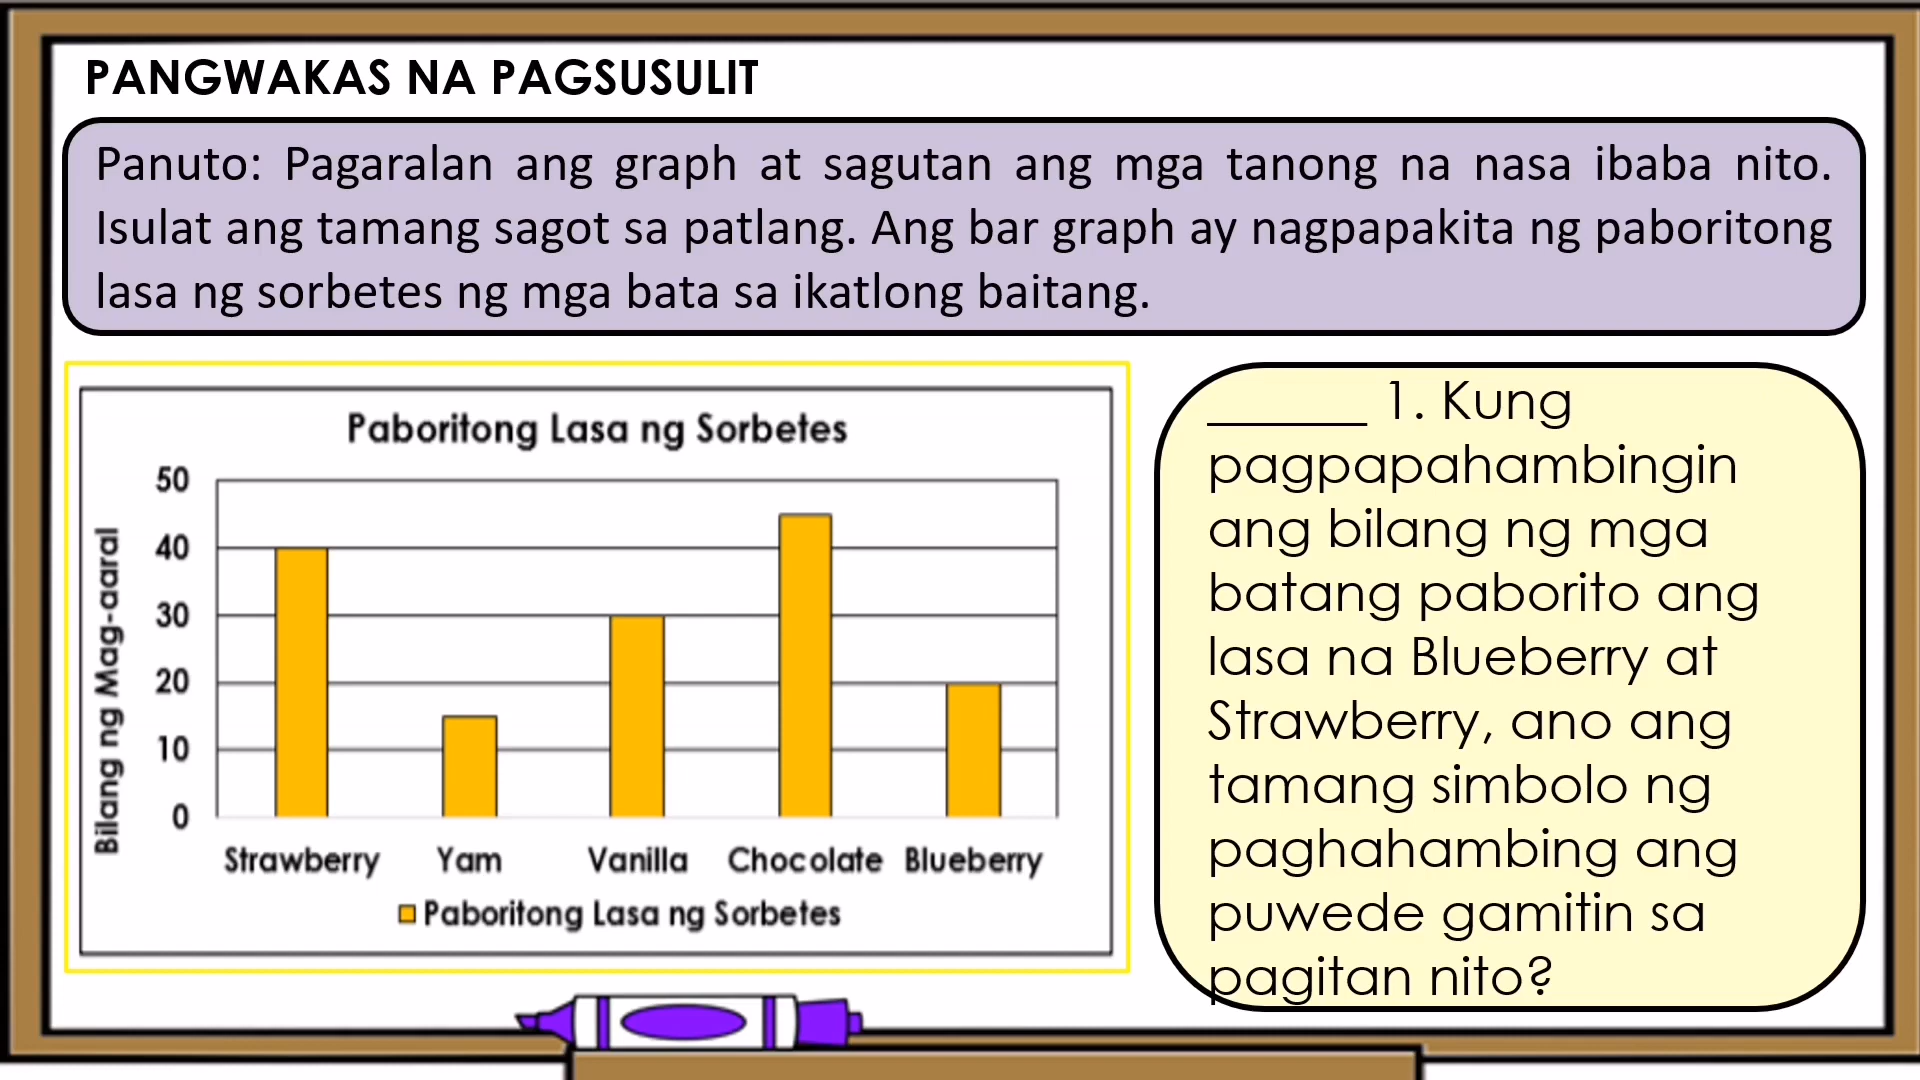 PANGWAKAS NA PAGSUSULIT
Panuto: Pagaralan ang graph at sagutan ang mga tanong na nasa ibaba nito.
Isulat ang tamang sagot sa patlang. Ang bar graph ay nagpapakita ng paboritong
lasa ng sorbetes ng mga bata sa ikatlong baitang.
Paboritong Lasa ng Sorbetes
Bilang ng Mag-aaral
50
40
30
20
10
0
Strawberry Yam Vanilla Chocolate Blueberry
Paboritong Lasa ng Sorbetes
______ 1. Kung
pagpapahambingin
ang bilang ng mga
batang paborito ang
lasa na Blueberry at
Strawberry, ano ang
tamang simbolo ng
paghahambing ang
puwede gamitin sa
pagitan nito?